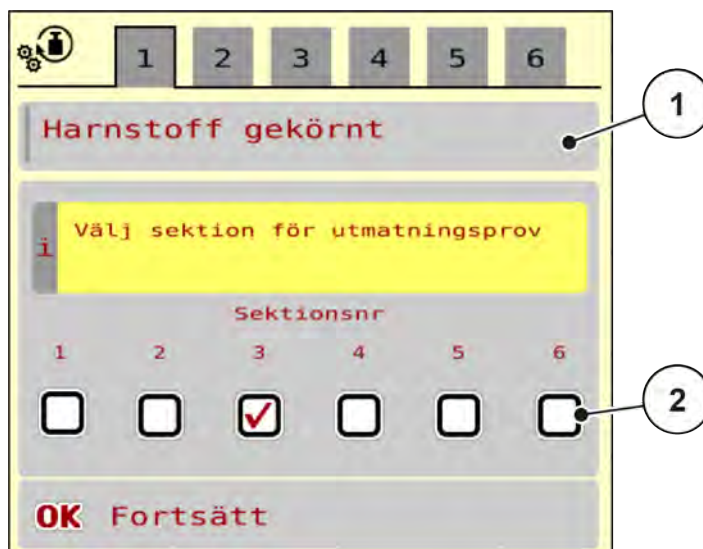 1 2 3 4 5 6
Harnstoff gekörnt
1
i Välj sektion för utmatningsprov
Sektionsnr
1 2 3 4 5 6
2
OK Fortsätt